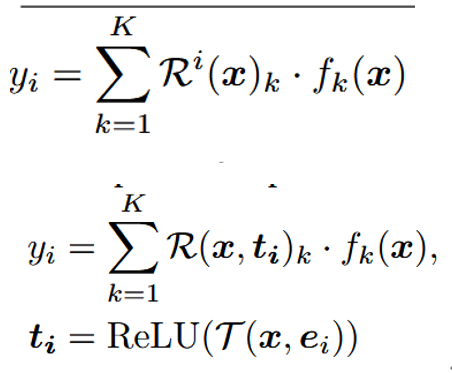 $y_i = \sum_{k=1}^{K} \mathcal{R}^i(\boldsymbol{x})_k \cdot f_k(\boldsymbol{x})$
$y_i = \sum_{k=1}^{K} \mathcal{R}(\boldsymbol{x}, \boldsymbol{t_i})_k \cdot f_k(\boldsymbol{x}),$
$\boldsymbol{t_i} = \text{ReLU}(\mathcal{T}(\boldsymbol{x}, \boldsymbol{e}_i))$